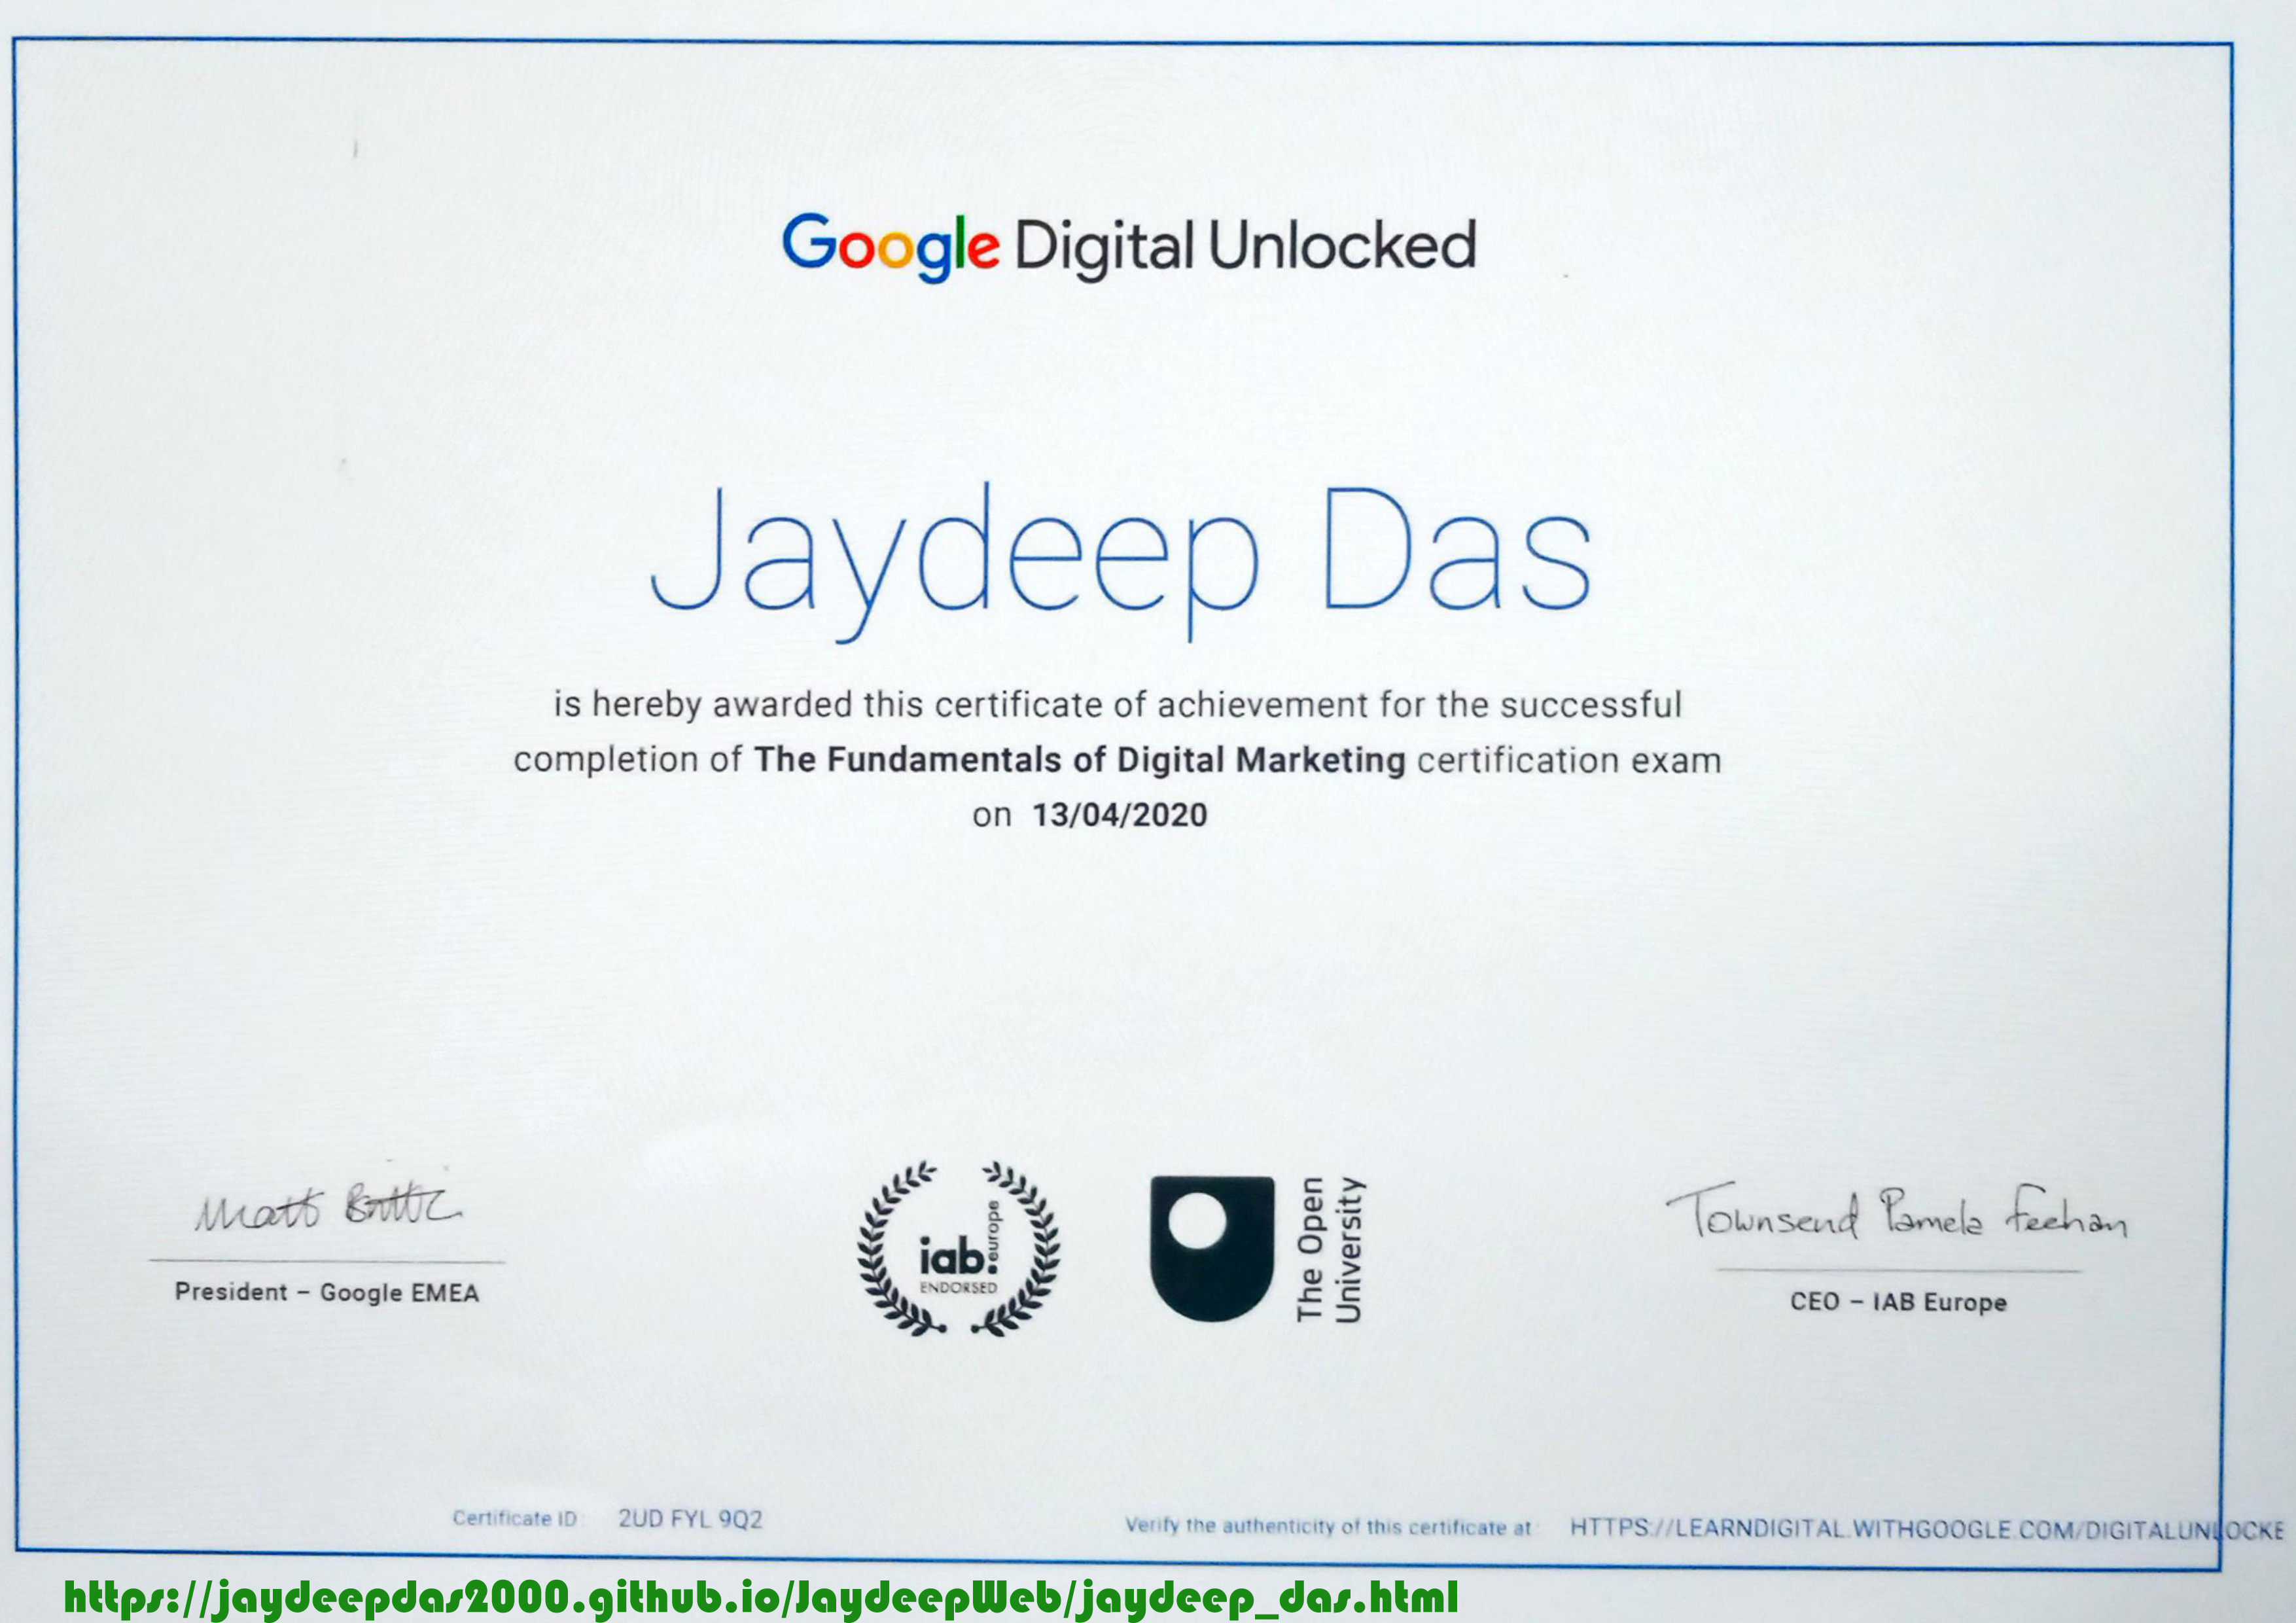 Google Digital Unlocked
Jaydeep Das
is hereby awarded this certificate of achievement for the successful
completion of The Fundamentals of Digital Marketing certification exam
on 13/04/2020
Matt
President – Google EMEA
iab.europe
ENDORSED
The Open
University
Townsend Pamela Feehan
CEO – IAB Europe
Certificate ID: 2UD FYL 9Q2
Verify the authenticity of this certificate at: HTTPS://LEARNDIGITAL.WITHGOOGLE.COM/DIGITALUNLOCKE
https://jaydeepdas2000.github.io/JaydeepWeb/jaydeep_das.html